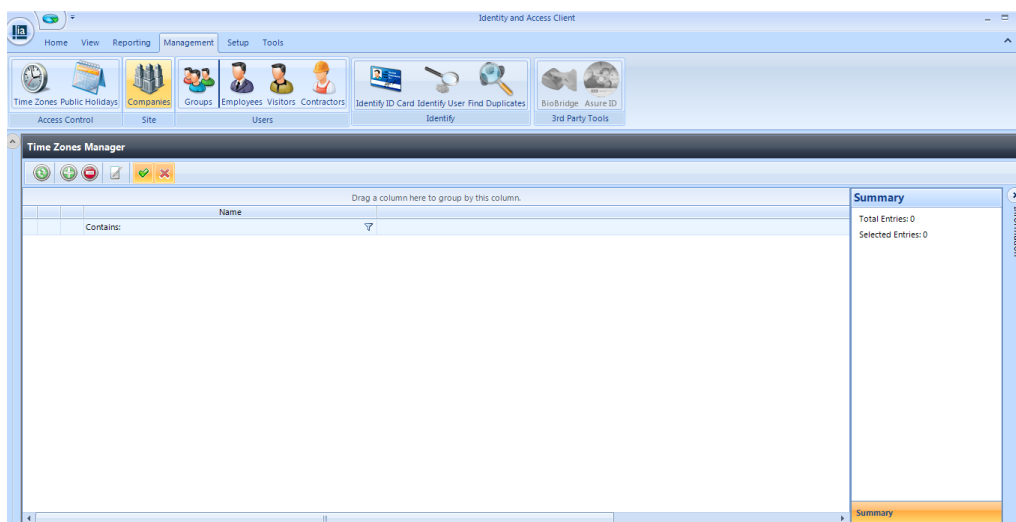 Identity and Access Client
!ia
Home View Reporting Management Setup Tools
Time Zones Public Holidays Companies Groups Employees Visitors Contractors Identify ID Card Identify User Find Duplicates BioBridge Asure ID
Access Control Site Users Identify 3rd Party Tools
Time Zones Manager
Drag a column here to group by this column.
Name
Contains:
Summary
Total Entries: 0
Selected Entries: 0
Information
Summary